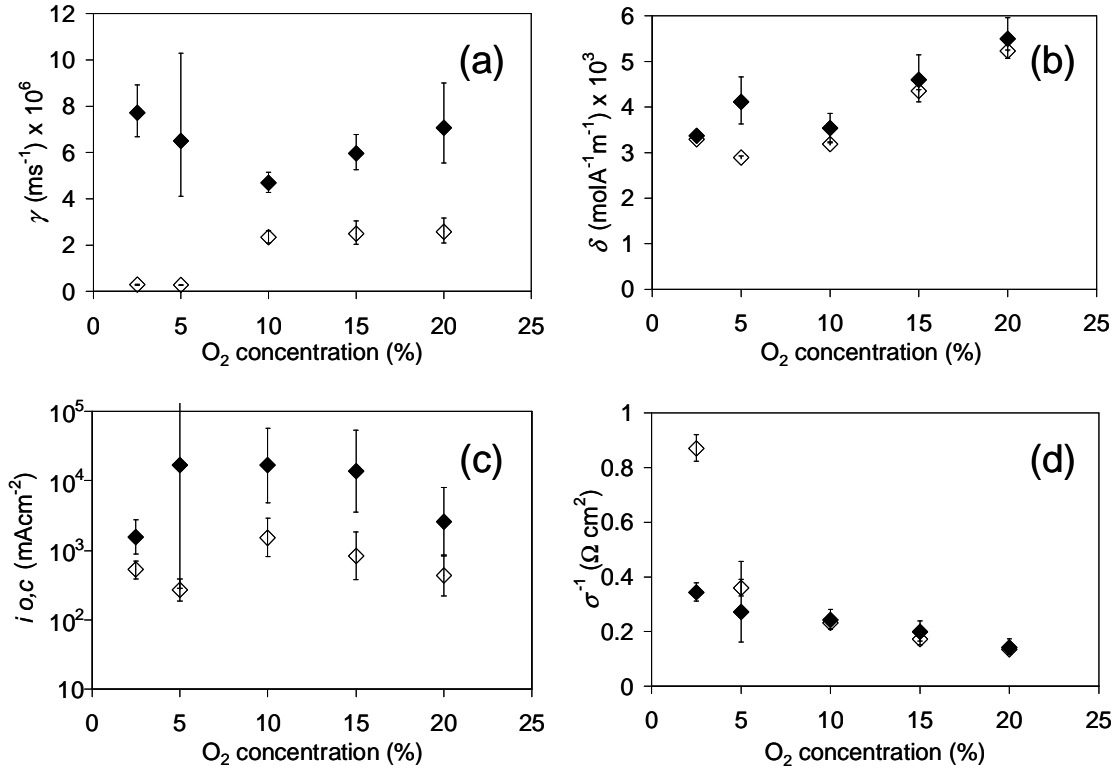 12
10
8
6
4
2
0
γ (ms⁻¹) x 10⁶
(a)
0 5 10 15 20 25
O₂ concentration (%)
6
5
4
3
2
1
0
δ (molA⁻¹m⁻¹) x 10³
(b)
0 5 10 15 20 25
O₂ concentration (%)
10⁵
10⁴
10³
10²
10
i o,c (mAcm⁻²)
(c)
0 5 10 15 20 25
O₂ concentration (%)
1
0.8
0.6
0.4
0.2
0
σ⁻¹ (Ω cm²)
(d)
0 5 10 15 20 25
O₂ concentration (%)